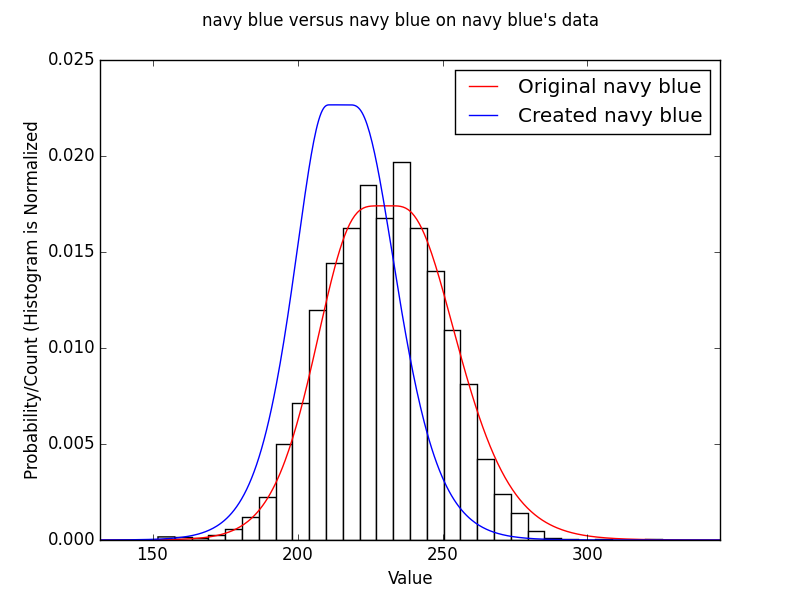 navy blue versus navy blue on navy blue's data
Original navy blue
Created navy blue
Probability/Count (Histogram is Normalized
0.025
0.020
0.015
0.010
0.005
0.000
150 200 250 300
Value